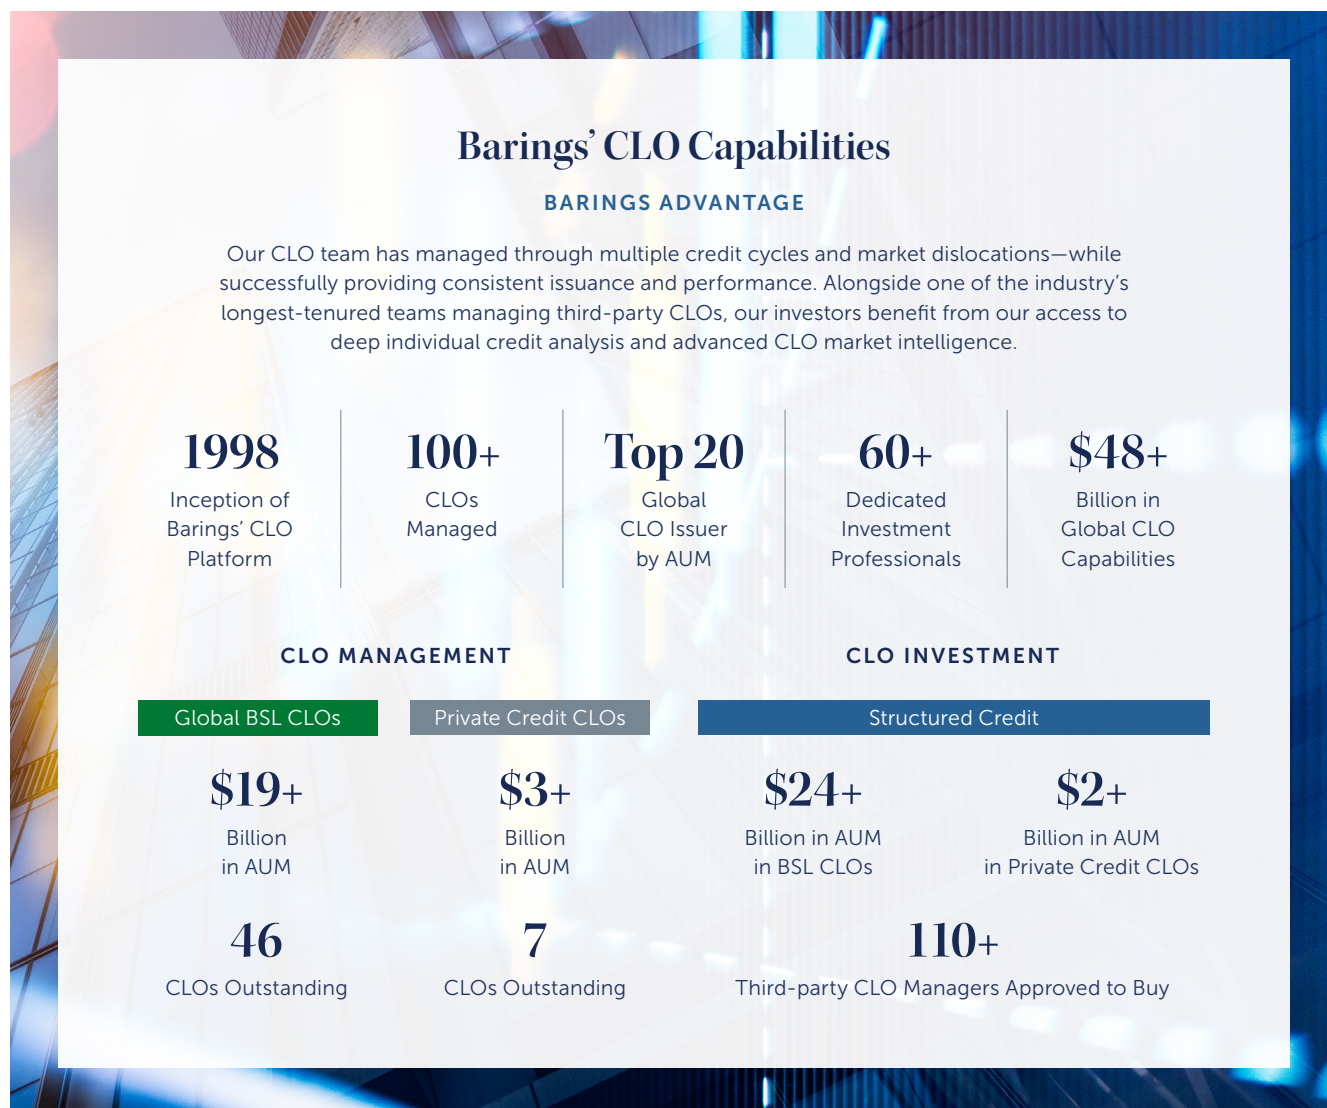 Barings’ CLO Capabilities
BARINGS ADVANTAGE
Our CLO team has managed through multiple credit cycles and market dislocations—while
successfully providing consistent issuance and performance. Alongside one of the industry’s
longest-tenured teams managing third-party CLOs, our investors benefit from our access to
deep individual credit analysis and advanced CLO market intelligence.
1998
Inception of
Barings’ CLO
Platform
100+
CLOs
Managed
Top 20
Global
CLO Issuer
by AUM
60+
Dedicated
Investment
Professionals
$48+
Billion in
Global CLO
Capabilities
CLO MANAGEMENT
Global BSL CLOs
$19+
Billion
in AUM
46
CLOs Outstanding
Private Credit CLOs
$3+
Billion
in AUM
7
CLOs Outstanding
CLO INVESTMENT
Structured Credit
$24+
Billion in AUM
in BSL CLOs
$2+
Billion in AUM
in Private Credit CLOs
110+
Third-party CLO Managers Approved to Buy